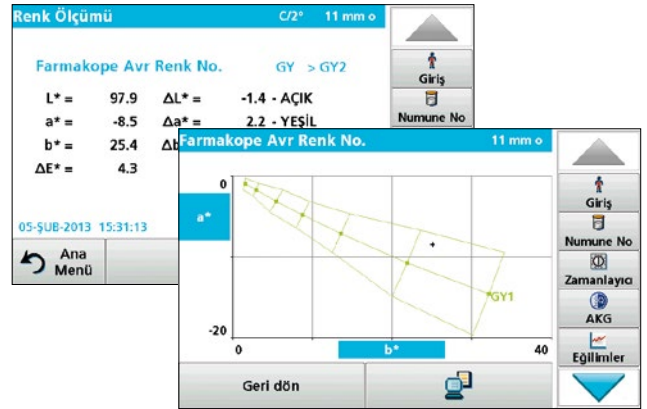 Renk Ölçümü C/2° 11 mm o
Farmakope Avr Renk No. GY > GY2
L* = 97.9 ΔL* = -1.4 - AÇIK
a* = -8.5 Δa* = 2.2 - YEŞİL
b* = 25.4 Δb
ΔE* = 4.3
05-ŞUB-2013 15:31:13
Ana
Menü
Giriş
Numune No
Farmakope Avr Renk No. 11 mm o
0
a*
GY1
-20
0 b* 40
Geri dön
Giriş
Numune No
Zamanlayıcı
AKG
Eğilimler